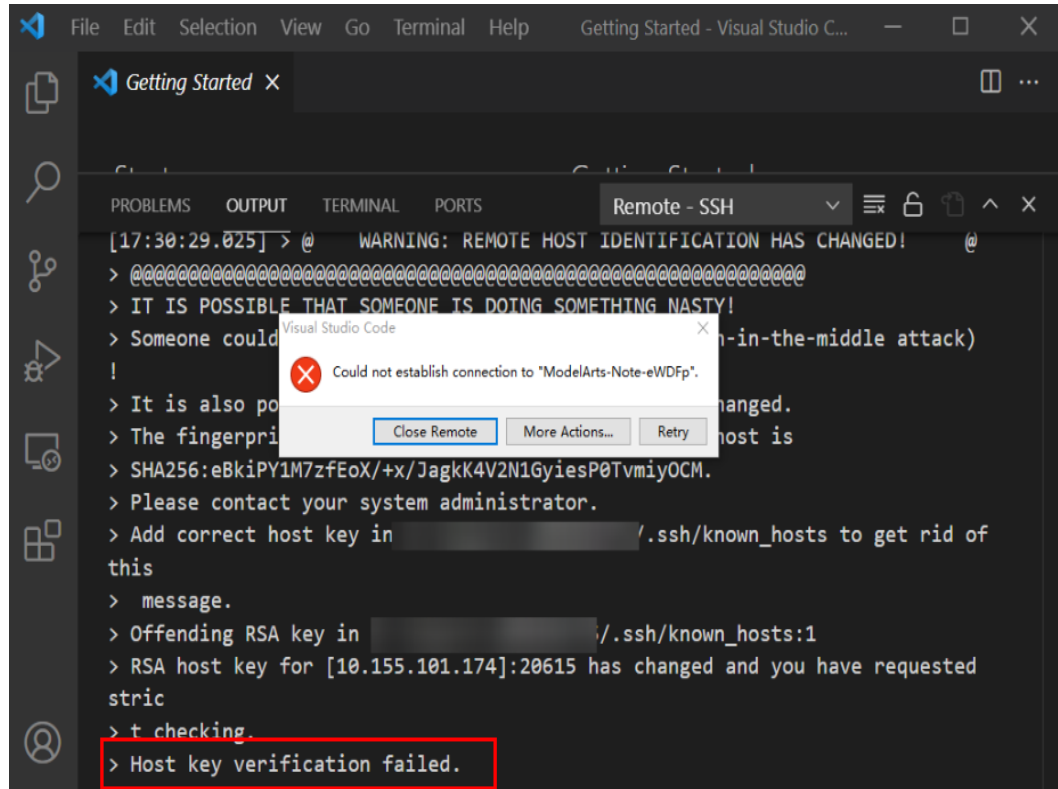 File Edit Selection View Go Terminal Help Getting Started - Visual Studio C...
Getting Started
PROBLEMS OUTPUT TERMINAL PORTS Remote - SSH
[17:30:29.025] > @ WARNING: REMOTE HOST IDENTIFICATION HAS CHANGED! @
> @@@@@@@@@@@@@@@@@@@@@@@@@@@@@@@@@@@@@@@@@@@@@@@@@@@@@@@@@@@
> IT IS POSSIBLE THAT SOMEONE IS DOING SOMETHING NASTY!
> Someone could n-in-the-middle attack)
!
> It is also po hanged.
> The fingerpri host is
> SHA256:eBkiPY1M7zfEoX/+x/JagkK4V2N1GyiesP0TvmiyOCM.
> Please contact your system administrator.
> Add correct host key in /.ssh/known_hosts to get rid of
this
> message.
> Offending RSA key in /.ssh/known_hosts:1
> RSA host key for [10.155.101.174]:20615 has changed and you have requested
stric
> t checking.
> Host key verification failed.
Visual Studio Code
Could not establish connection to "ModelArts-Note-eWDFp".
Close Remote More Actions... Retry